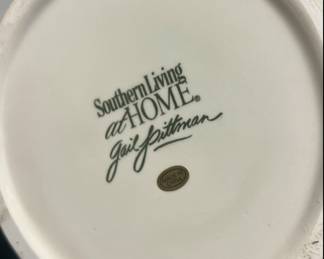 Southern Living
at HOME®
Gail Pittman